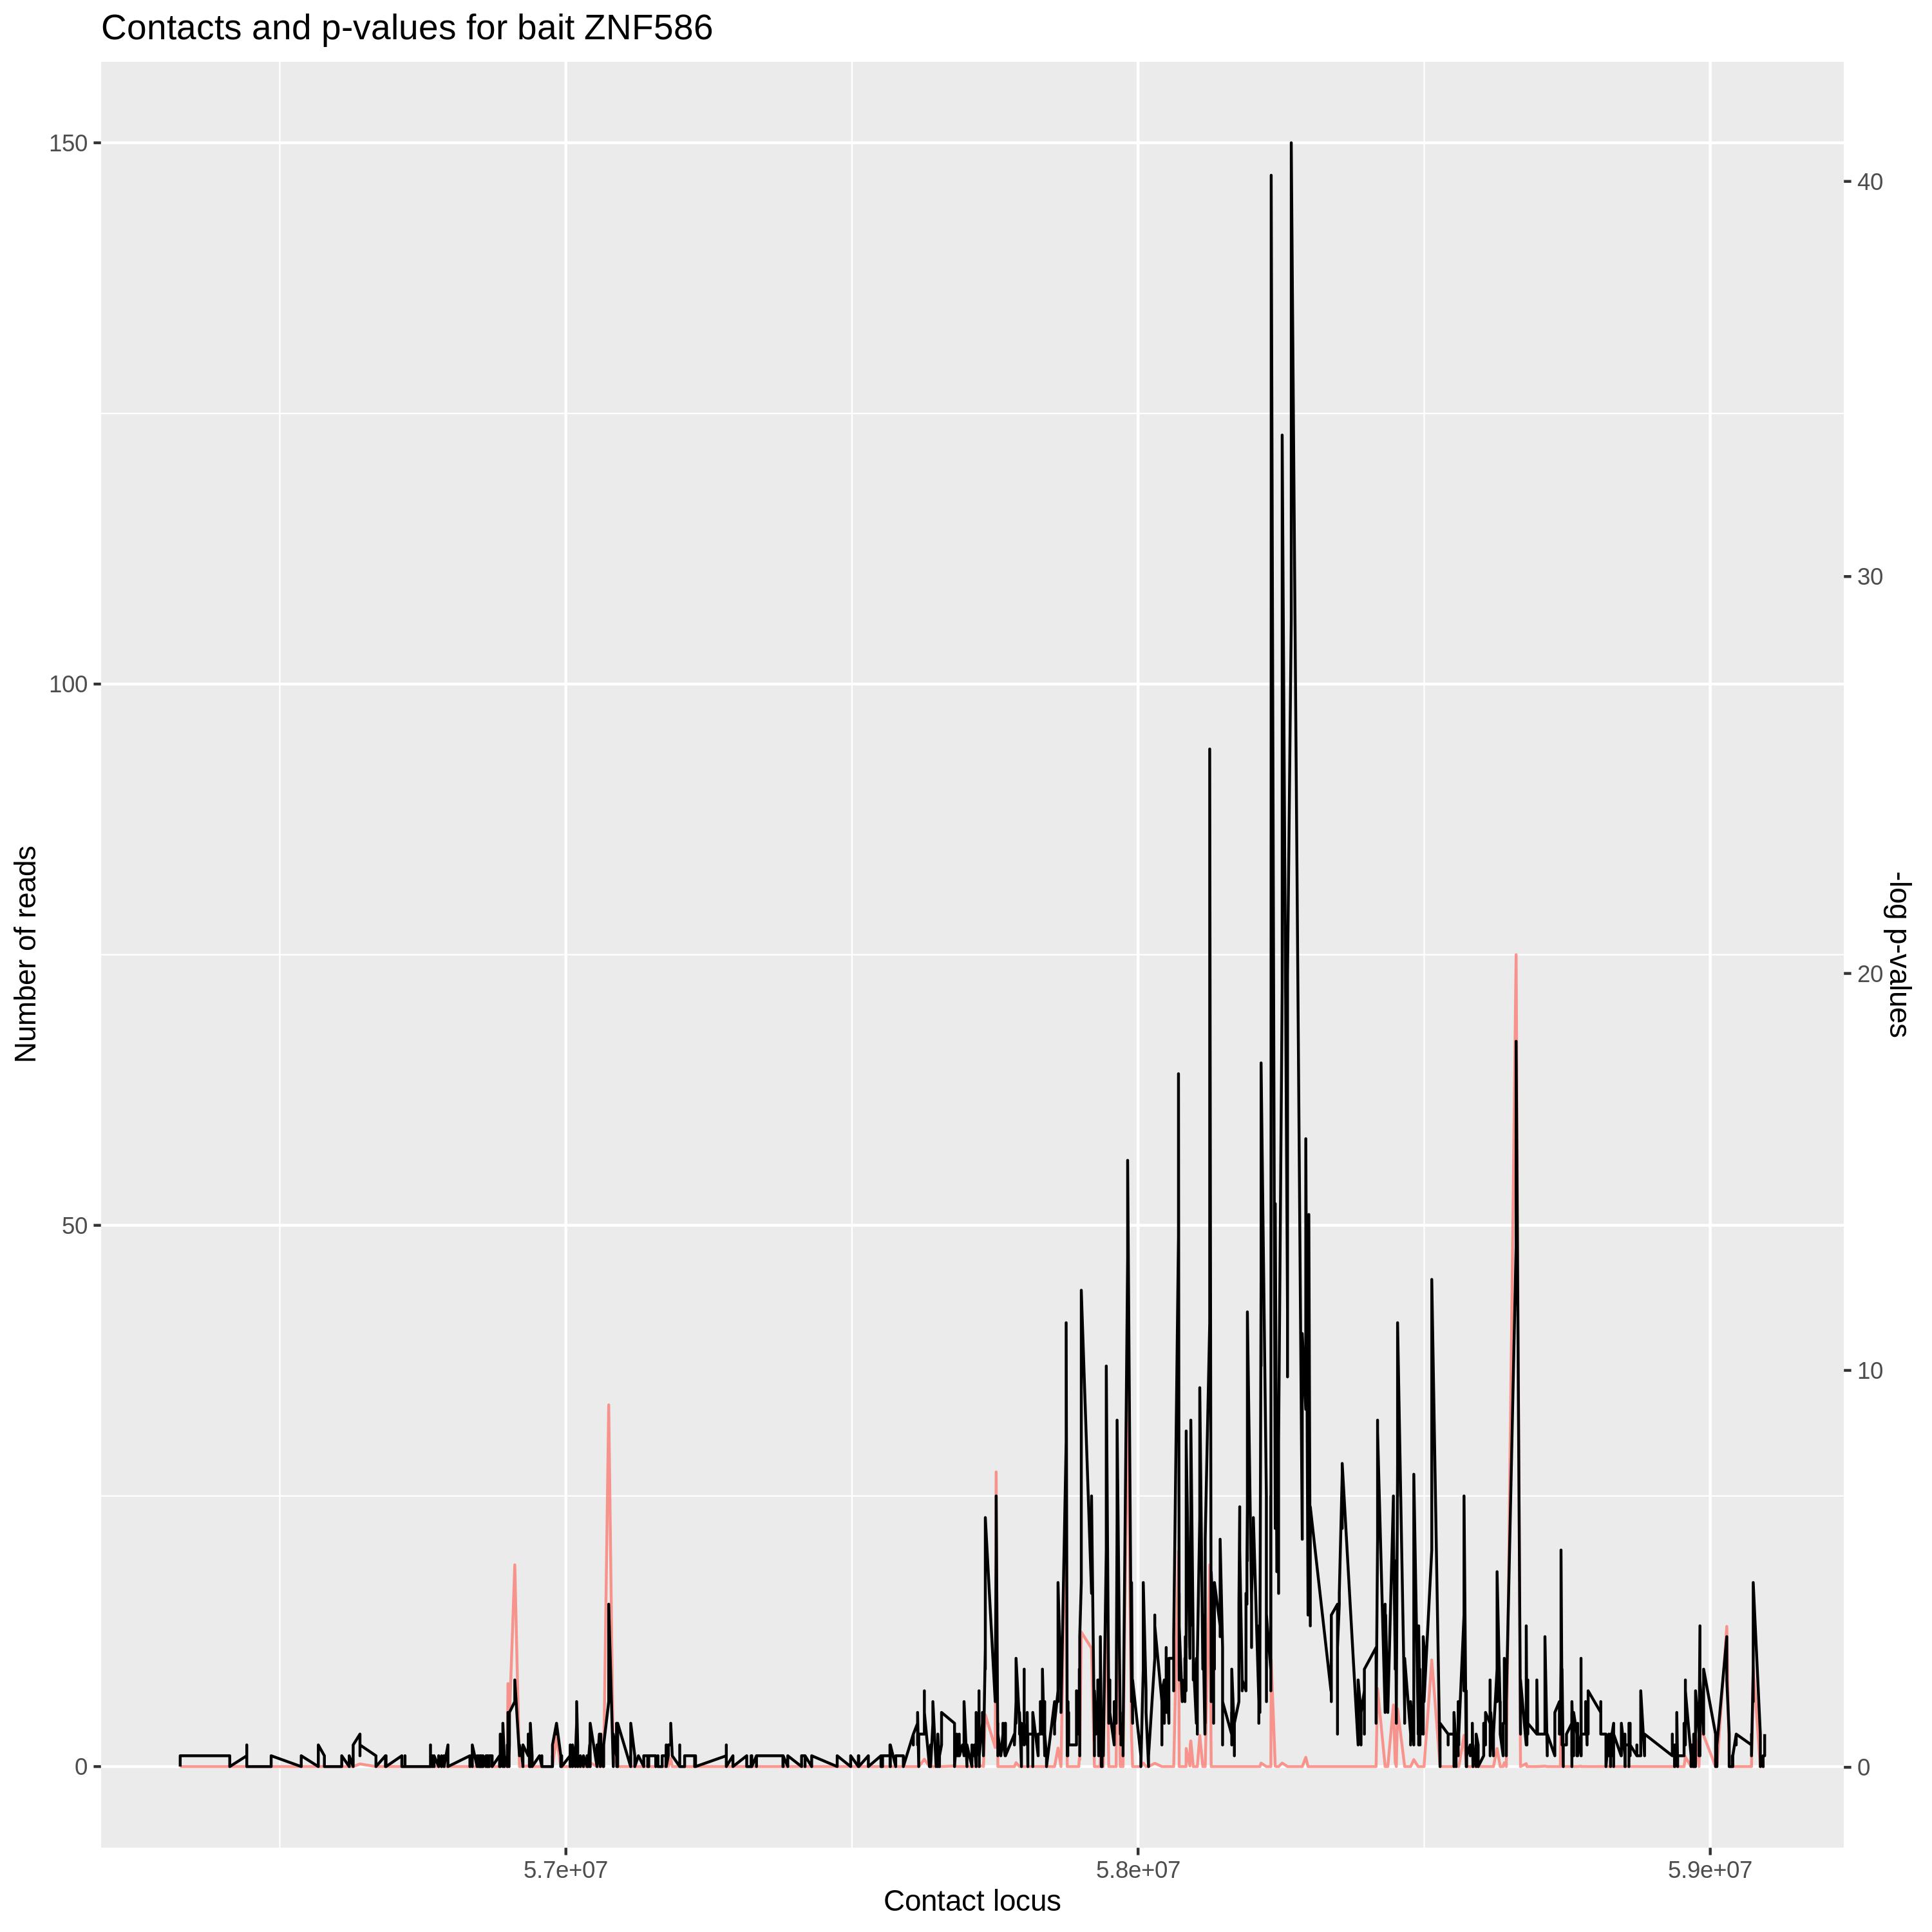 Contacts and p-values for bait ZNF586
150
100
50
0
Number of reads
40
30
20
10
0
-log p-values
5.7e+07
5.8e+07
5.9e+07
Contact locus